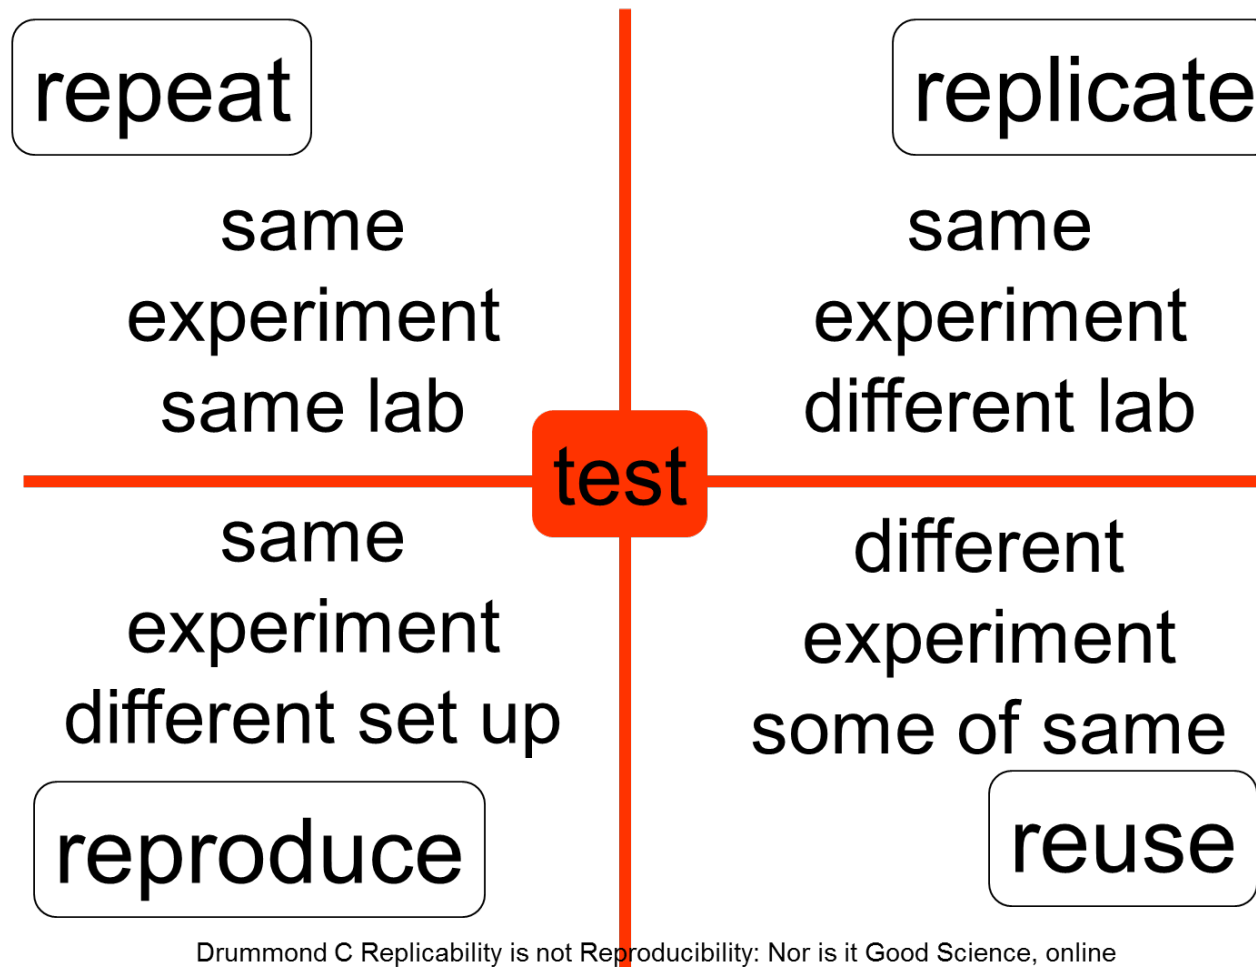 repeat
same
experiment
same lab
replicate
same
experiment
different lab
test
same
experiment
different set up
reproduce
different
experiment
some of same
reuse
Drummond C Replicability is not Reproducibility: Nor is it Good Science, online